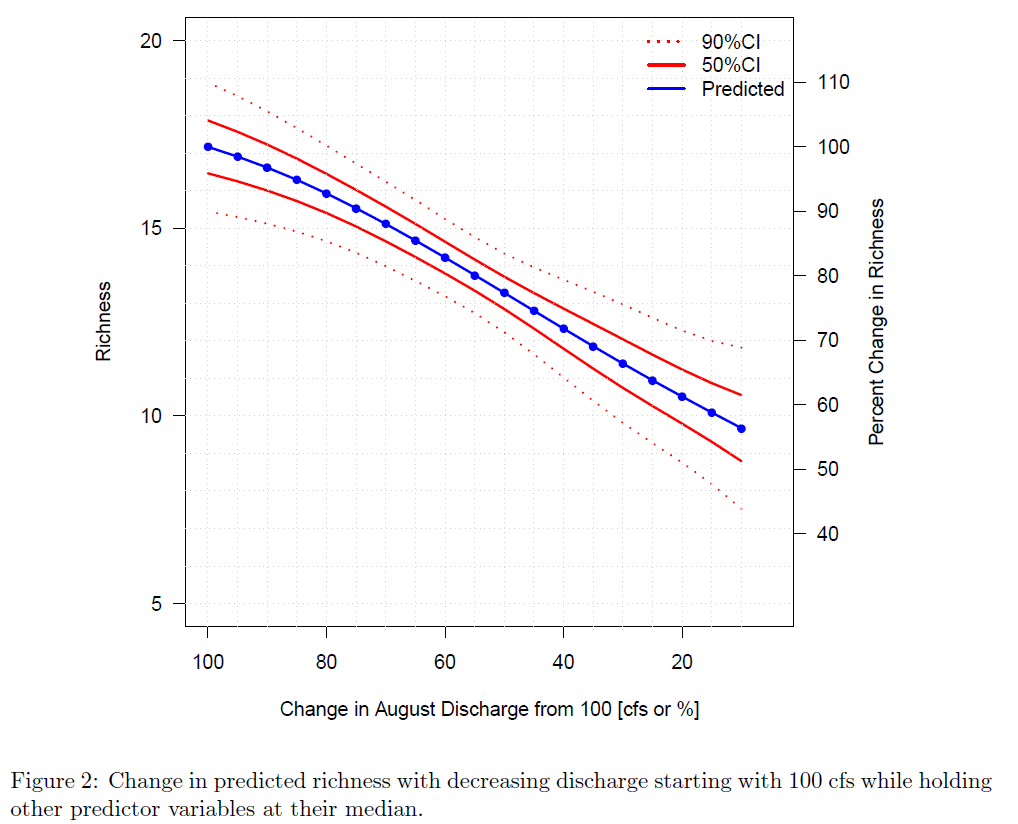 90%CI
50%CI
Predicted
20
15
10
5
Richness
110
100
90
80
70
60
50
40
Percent Change in Richness
100 80 60 40 20
Change in August Discharge from 100 [cfs or %]
Figure 2: Change in predicted richness with decreasing discharge starting with 100 cfs while holding
other predictor variables at their median.